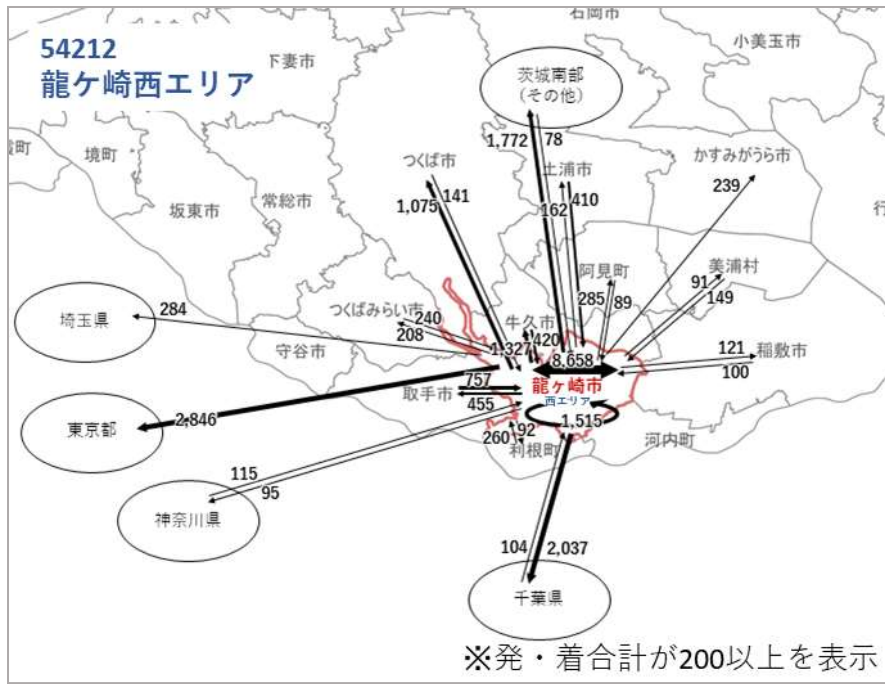 54212
龍ケ崎西エリア
石岡市
小美玉市
下妻市
茨城南部
(その他)
境町
つくば市
1,772
78
かすみがうら市
土浦市
239
141
1,075
坂東市
常総市
162
410
行
阿見町
美浦村
91
149
285
89
埼玉県
284
つくばみらい市
240
208
牛久市
守谷市
1,327
420
8,658
121
稲敷市
100
757
取手市
455
龍ヶ崎市
西エリア
1,515
東京都
2,846
92
260
利根町
河内町
115
95
神奈川県
104
2,037
千葉県
※発・着合計が200以上を表示